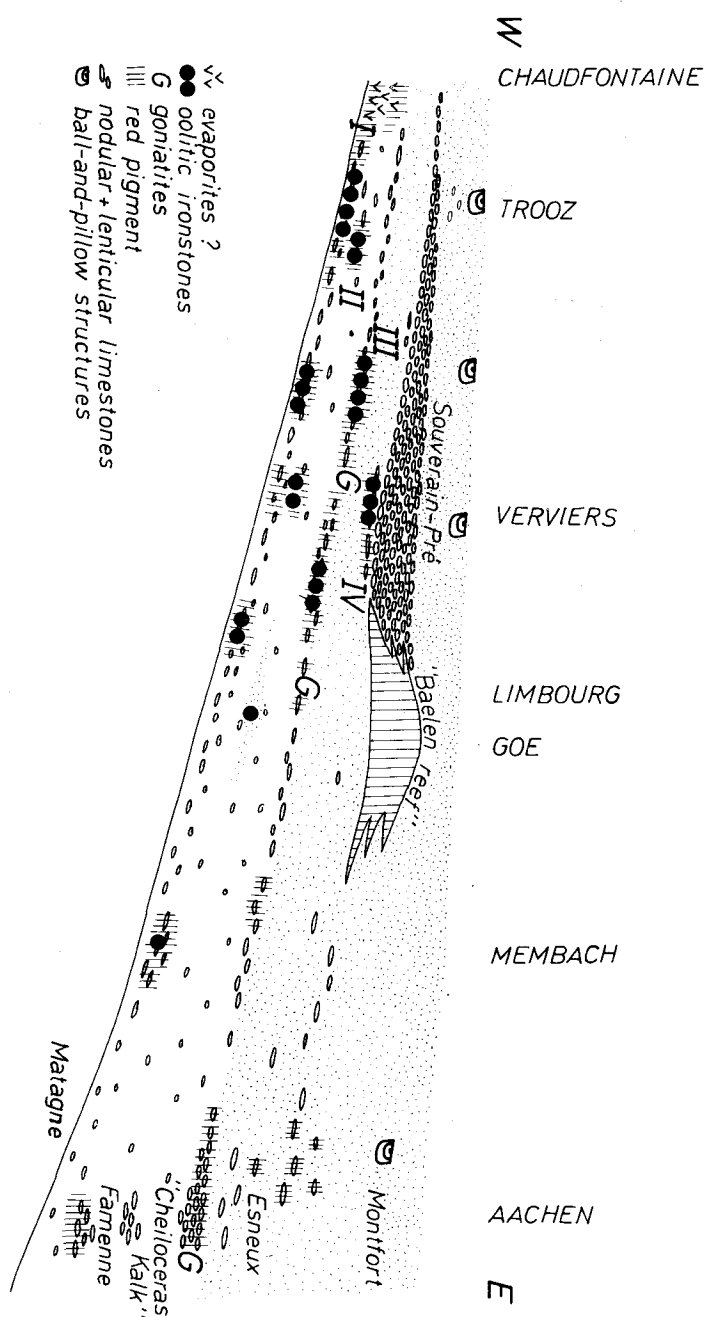 W
CHAUDFONTAINE
TROOZ
VERVIERS
LIMBOURG
GOE
MEMBACH
AACHEN
E
I
II
III
IV
G
G
G
Souverain-Pré
"Baelen reef"
Montfort
Esneux
"Cheiloceras
Kalk"
Famenne
Matagne
evaporites ?
oolitic ironstones
G goniatites
red pigment
nodular + lenticular limestones
ball-and-pillow structures